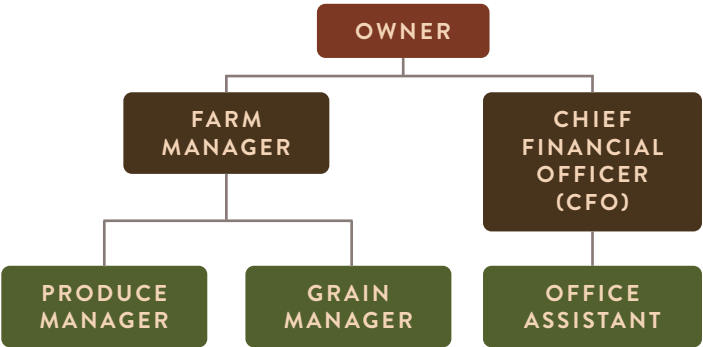 OWNER
FARM
MANAGER
CHIEF
FINANCIAL
OFFICER
(CFO)
PRODUCE
MANAGER
GRAIN
MANAGER
OFFICE
ASSISTANT